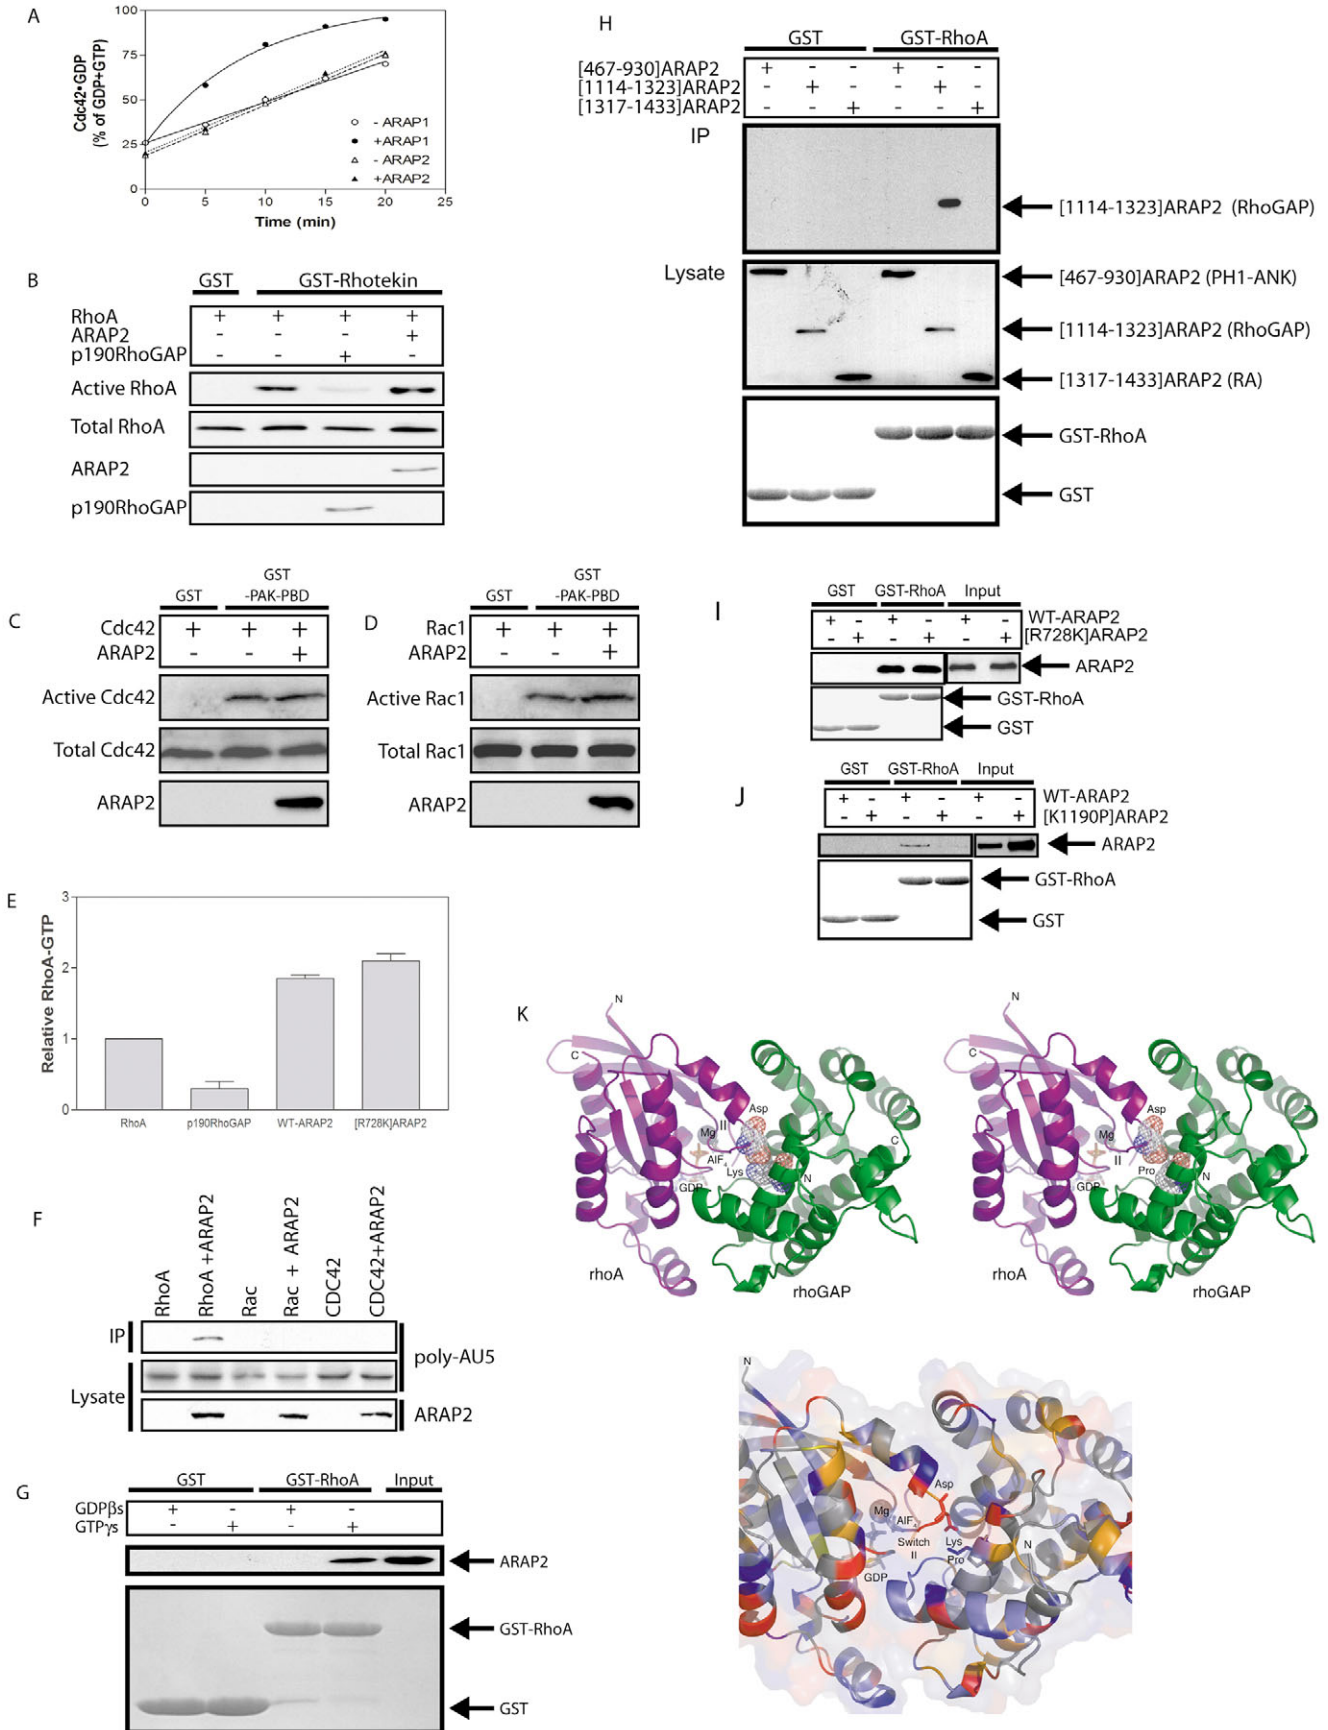 A
Cdc42•GDP
(% of GDP+GTP)
100
75
50
25
0
0 5 10 15 20 25
Time (min)
- ARAP1
+ARAP1
- ARAP2
+ARAP2
B
GST GST-Rhotekin
RhoA + + + +
ARAP2 - - - +
p190RhoGAP - - + -
Active RhoA
Total RhoA
ARAP2
p190RhoGAP
C
GST GST
-PAK-PBD
Cdc42 + + +
ARAP2 - - +
Active Cdc42
Total Cdc42
ARAP2
D
GST GST
-PAK-PBD
Rac1 + + +
ARAP2 - - +
Active Rac1
Total Rac1
ARAP2
E
Relative RhoA-GTP
3
2
1
0
RhoA p190RhoGAP WT-ARAP2 [R728K]ARAP2
F
RhoA
RhoA +ARAP2
Rac
Rac + ARAP2
CDC42
CDC42+ARAP2
IP
poly-AU5
Lysate
ARAP2
G
GST GST-RhoA Input
GDPβs + - + -
GTPγs - + - +
ARAP2
GST-RhoA
GST
H
GST GST-RhoA
[467-930]ARAP2 + - - + - -
[1114-1323]ARAP2 - + - - + -
[1317-1433]ARAP2 - - + - - +
IP
[1114-1323]ARAP2 (RhoGAP)
Lysate
[467-930]ARAP2 (PH1-ANK)
[1114-1323]ARAP2 (RhoGAP)
[1317-1433]ARAP2 (RA)
GST-RhoA
GST
I
GST GST-RhoA Input
+ - + - + - WT-ARAP2
- + - + - + [R728K]ARAP2
ARAP2
GST-RhoA
GST
J
GST GST-RhoA Input
+ - + - + - WT-ARAP2
- + - + - + [K1190P]ARAP2
ARAP2
GST-RhoA
GST
K
N
C
II
Asp
Mg
AlF4
Lys
GDP
N
C
rhoA
rhoGAP
N
C
Asp
Mg
II
Pro
GDP
N
C
rhoA
rhoGAP
N
Asp
Mg
AlF4
Switch
II
Lys
Pro
N
GDP